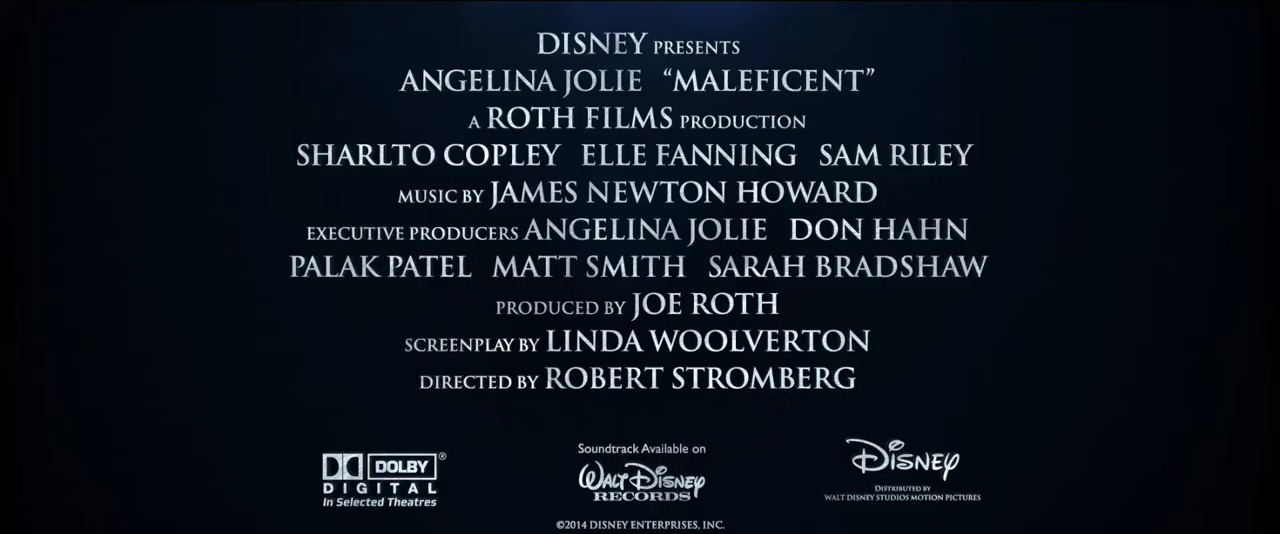 DISNEY PRESENTS
ANGELINA JOLIE "MALEFICENT"
A ROTH FILMS PRODUCTION
SHARLTO COPLEY ELLE FANNING SAM RILEY
MUSIC BY JAMES NEWTON HOWARD
EXECUTIVE PRODUCERS ANGELINA JOLIE DON HAHN
PALAK PATEL MATT SMITH SARAH BRADSHAW
PRODUCED BY JOE ROTH
SCREENPLAY BY LINDA WOOLVERTON
DIRECTED BY ROBERT STROMBERG
DOLBY®
DIGITAL
In Selected Theatres
Soundtrack Available on
WALT DISNEY
RECORDS
DISNEY
DISTRIBUTED BY
WALT DISNEY STUDIOS MOTION PICTURES
©2014 DISNEY ENTERPRISES, INC.